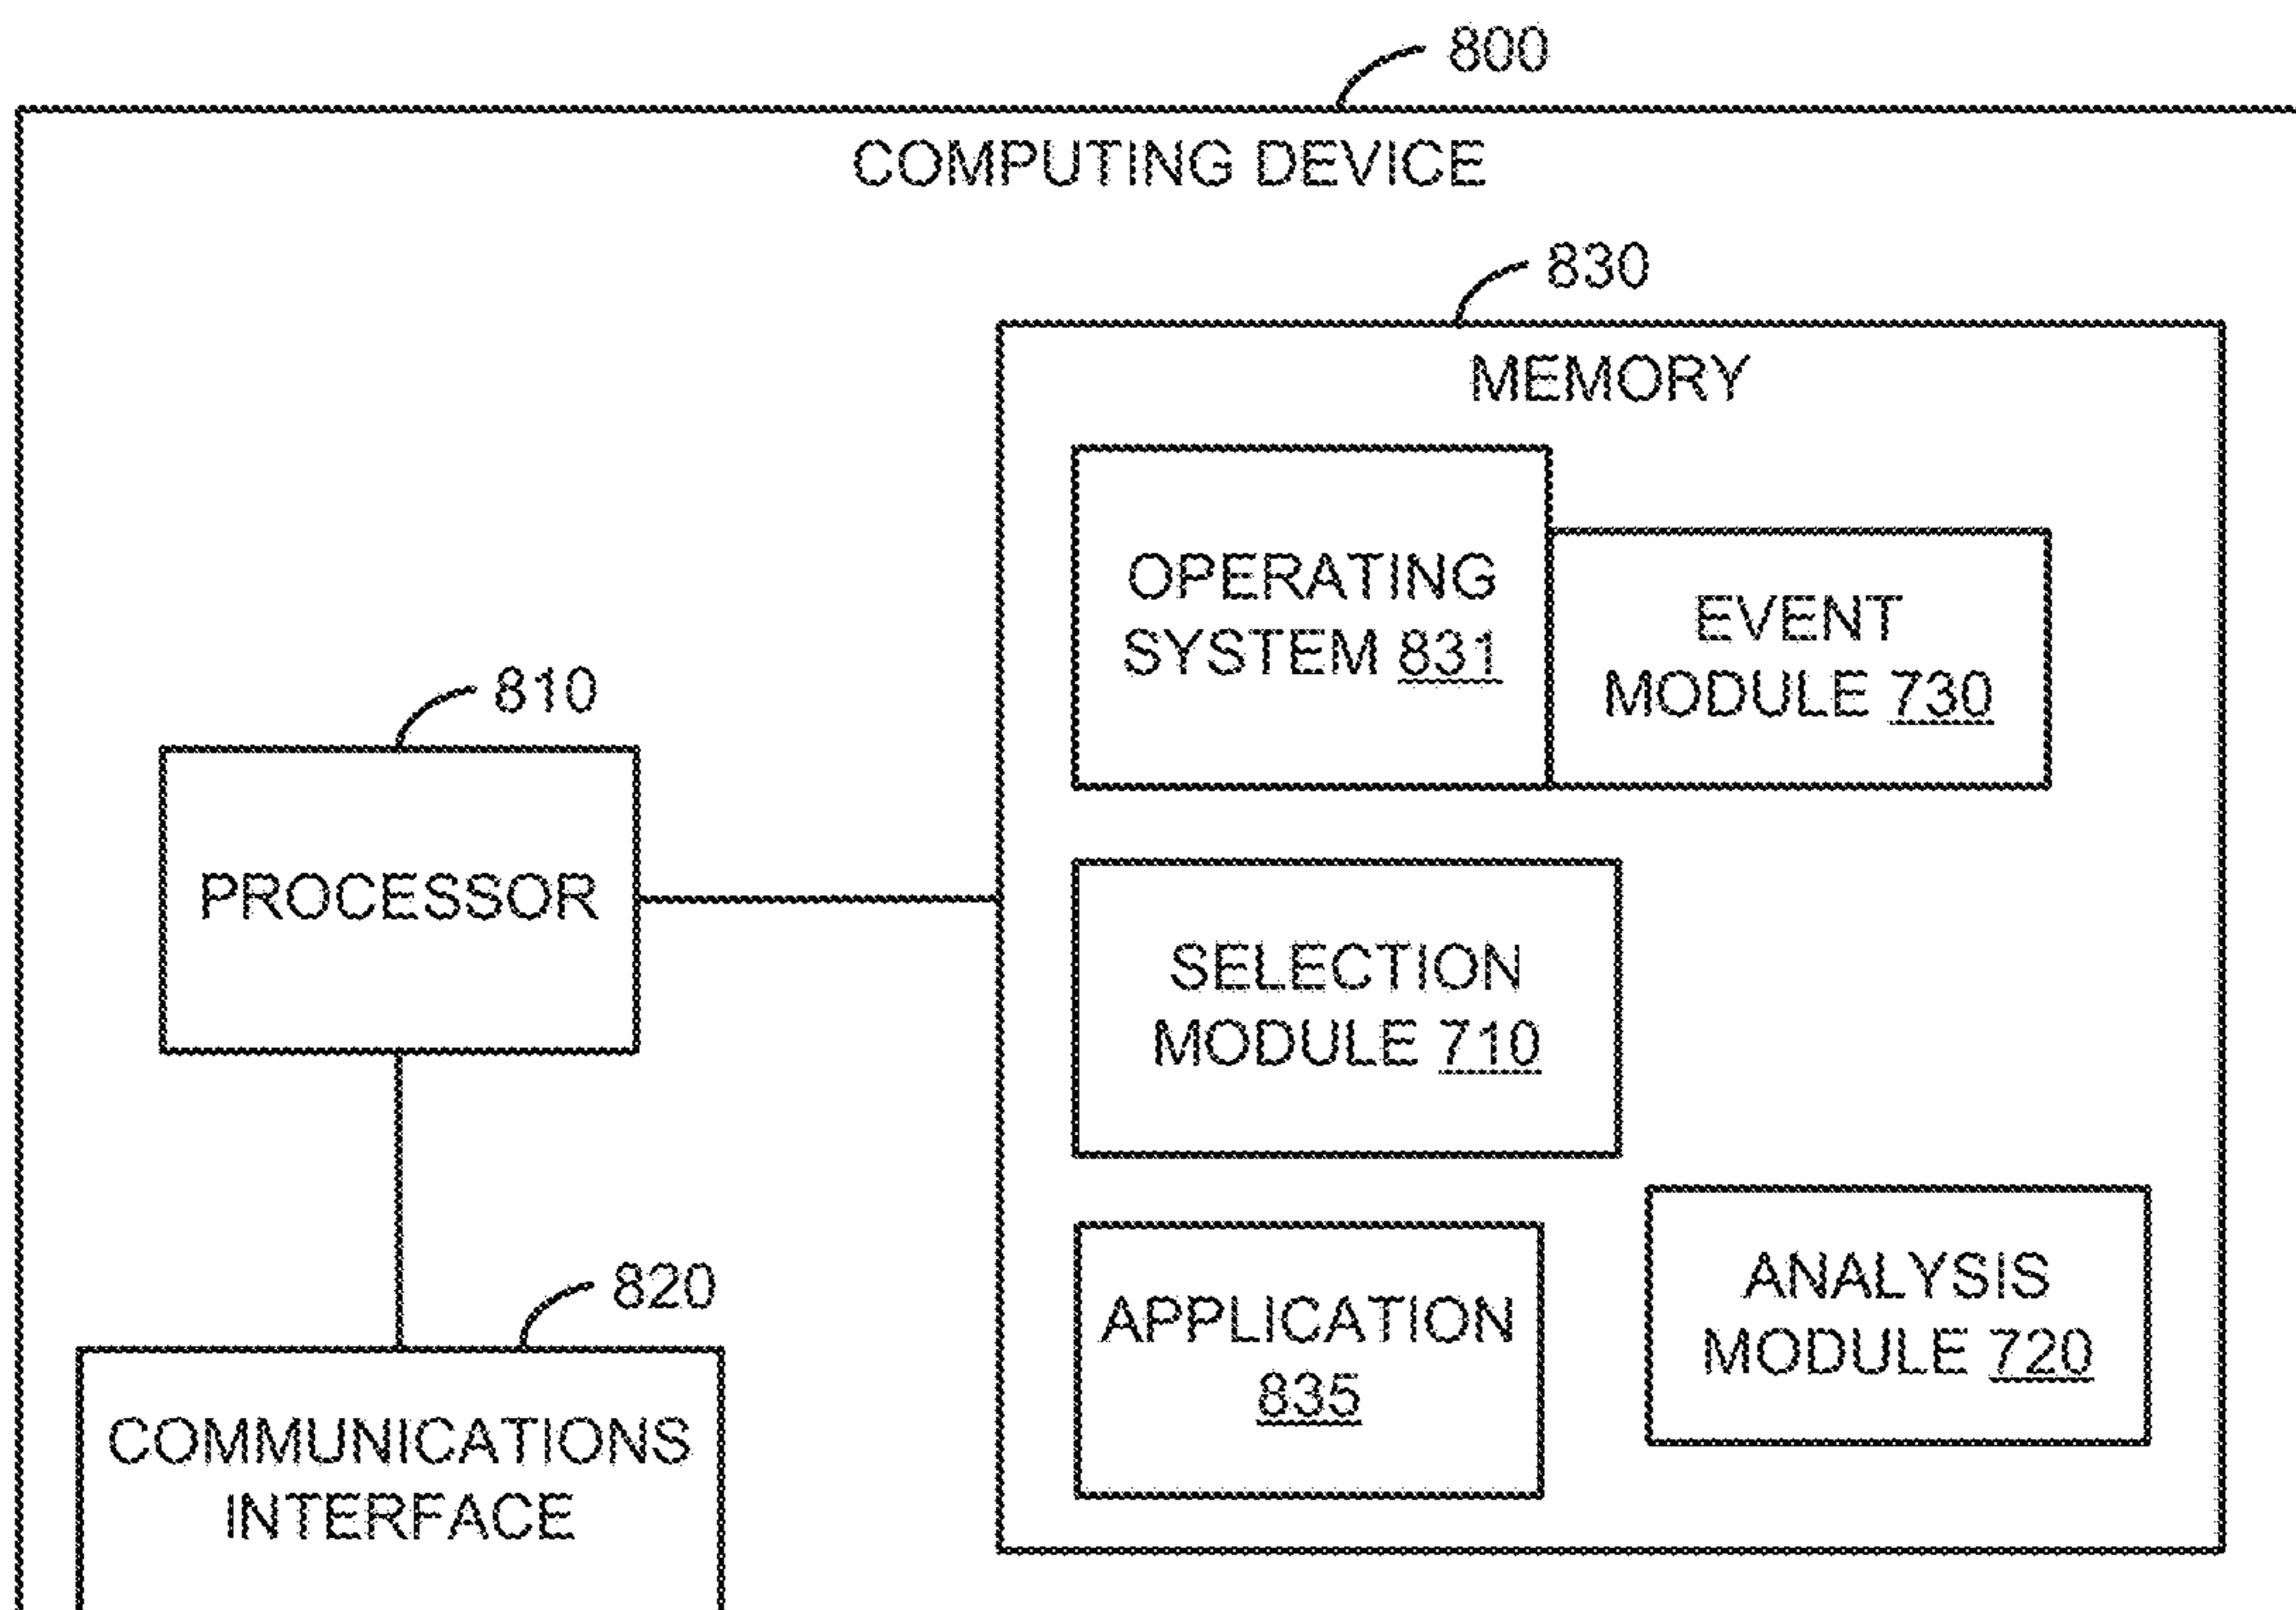 800
COMPUTING DEVICE
830
MEMORY
OPERATING
SYSTEM 831
EVENT
MODULE 730
810
PROCESSOR
SELECTION
MODULE 710
820
COMMUNICATIONS
INTERFACE
APPLICATION
835
ANALYSIS
MODULE 720